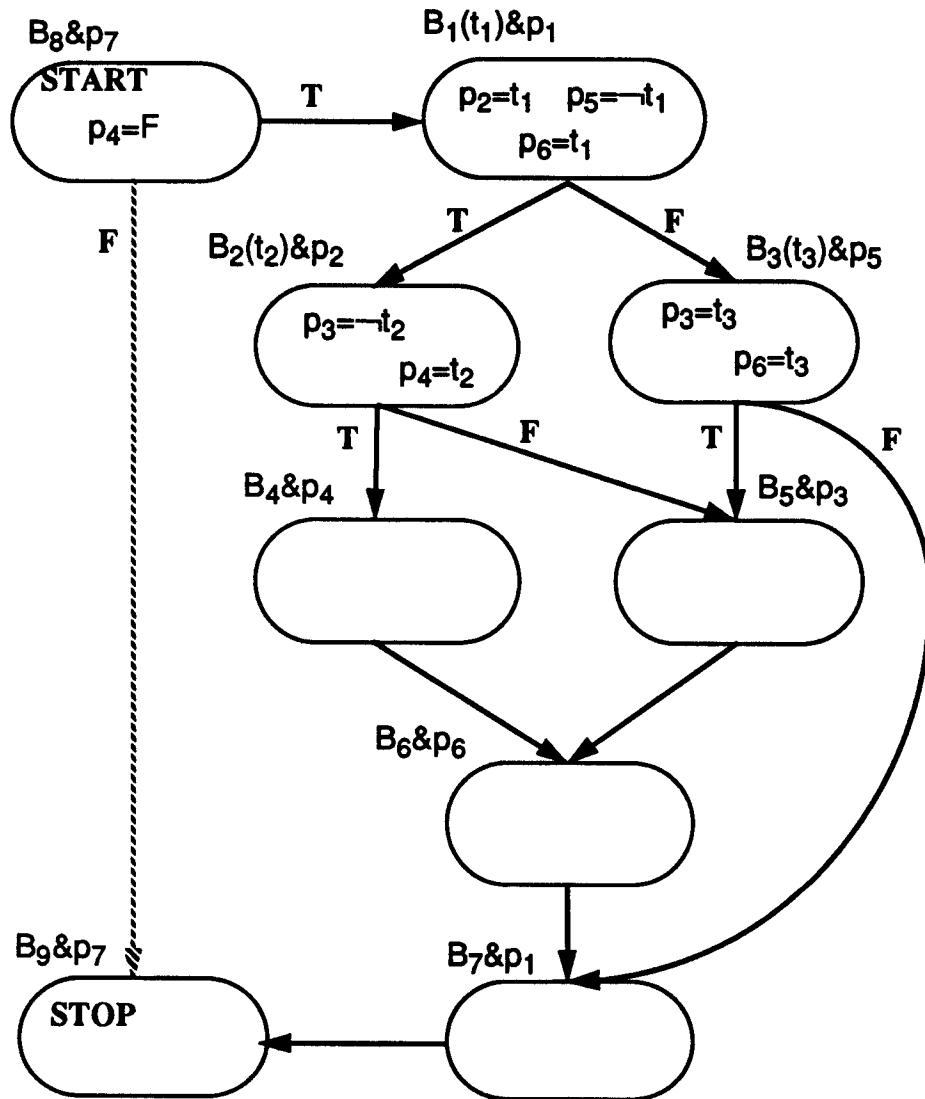 B₈&p₇
START
p₄=F
T
B₁(t₁)&p₁
p₂=t₁ p₅=¬t₁
p₆=t₁
F
T
F
B₂(t₂)&p₂
p₃=¬t₂
p₄=t₂
B₃(t₃)&p₅
p₃=t₃
p₆=t₃
T
F
T
F
B₄&p₄
B₅&p₃
B₆&p₆
B₇&p₁
B₉&p₇
STOP